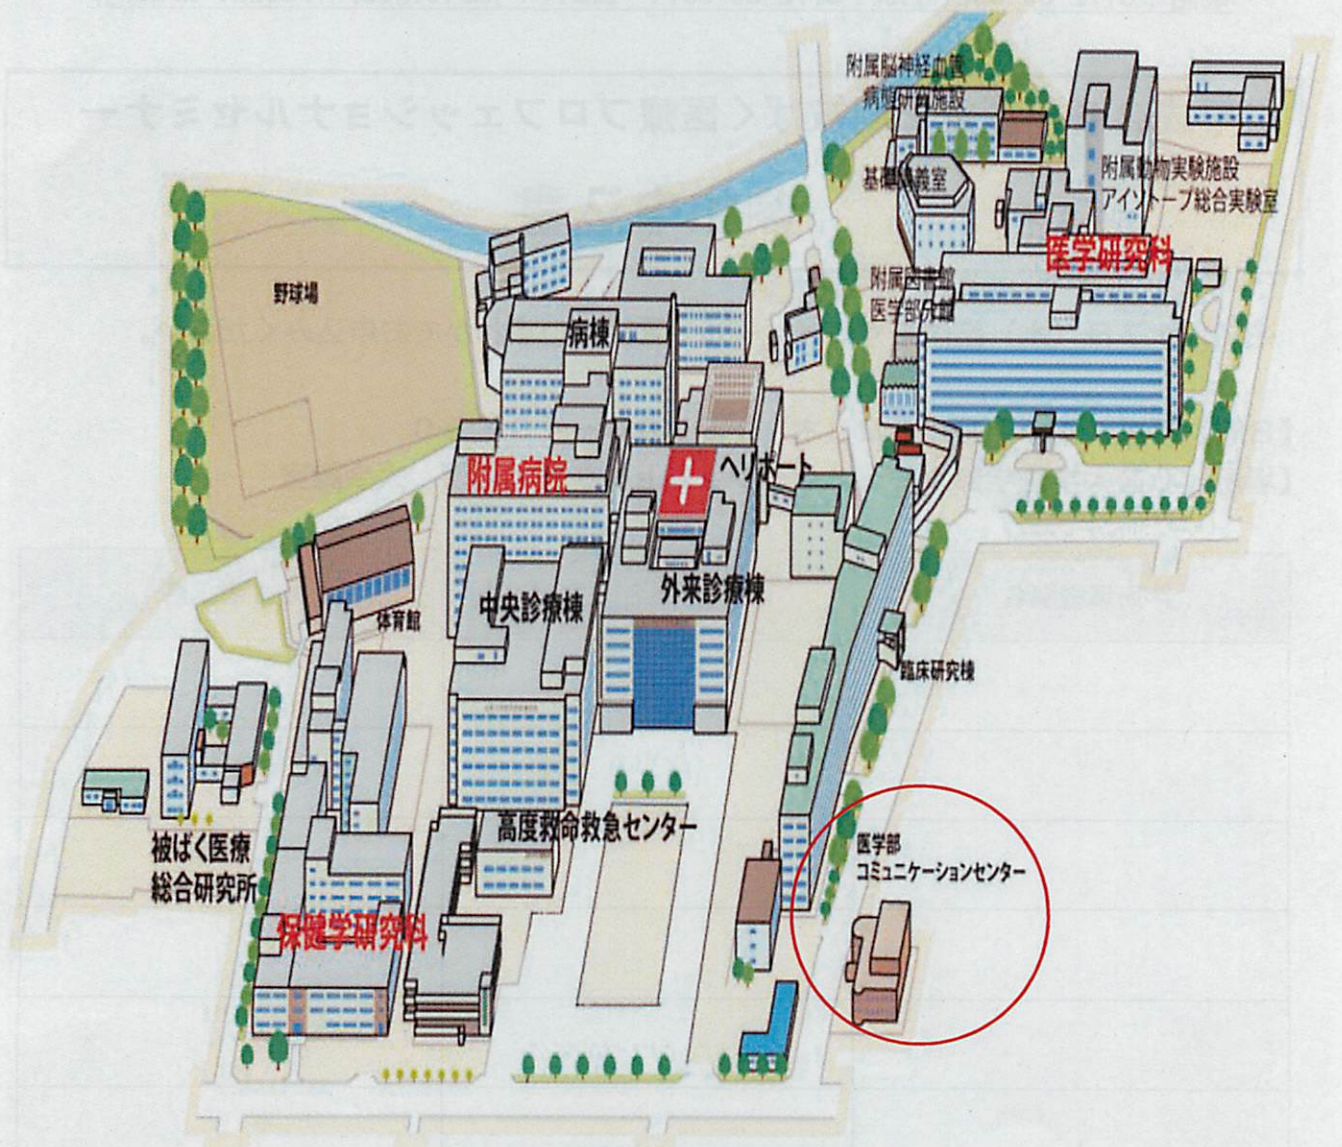 附属脳神経血管
病態研究施設
基礎講義室
附属動物実験施設
アイソトープ総合実験室
医学研究科
附属図書館
医学部分館
野球場
病棟
附属病院
ヘリポート
中央診療棟
外来診療棟
体育館
臨床研究棟
高度救命救急センター
被ばく医療
総合研究所
医学部
コミュニケーションセンター
保健学研究科